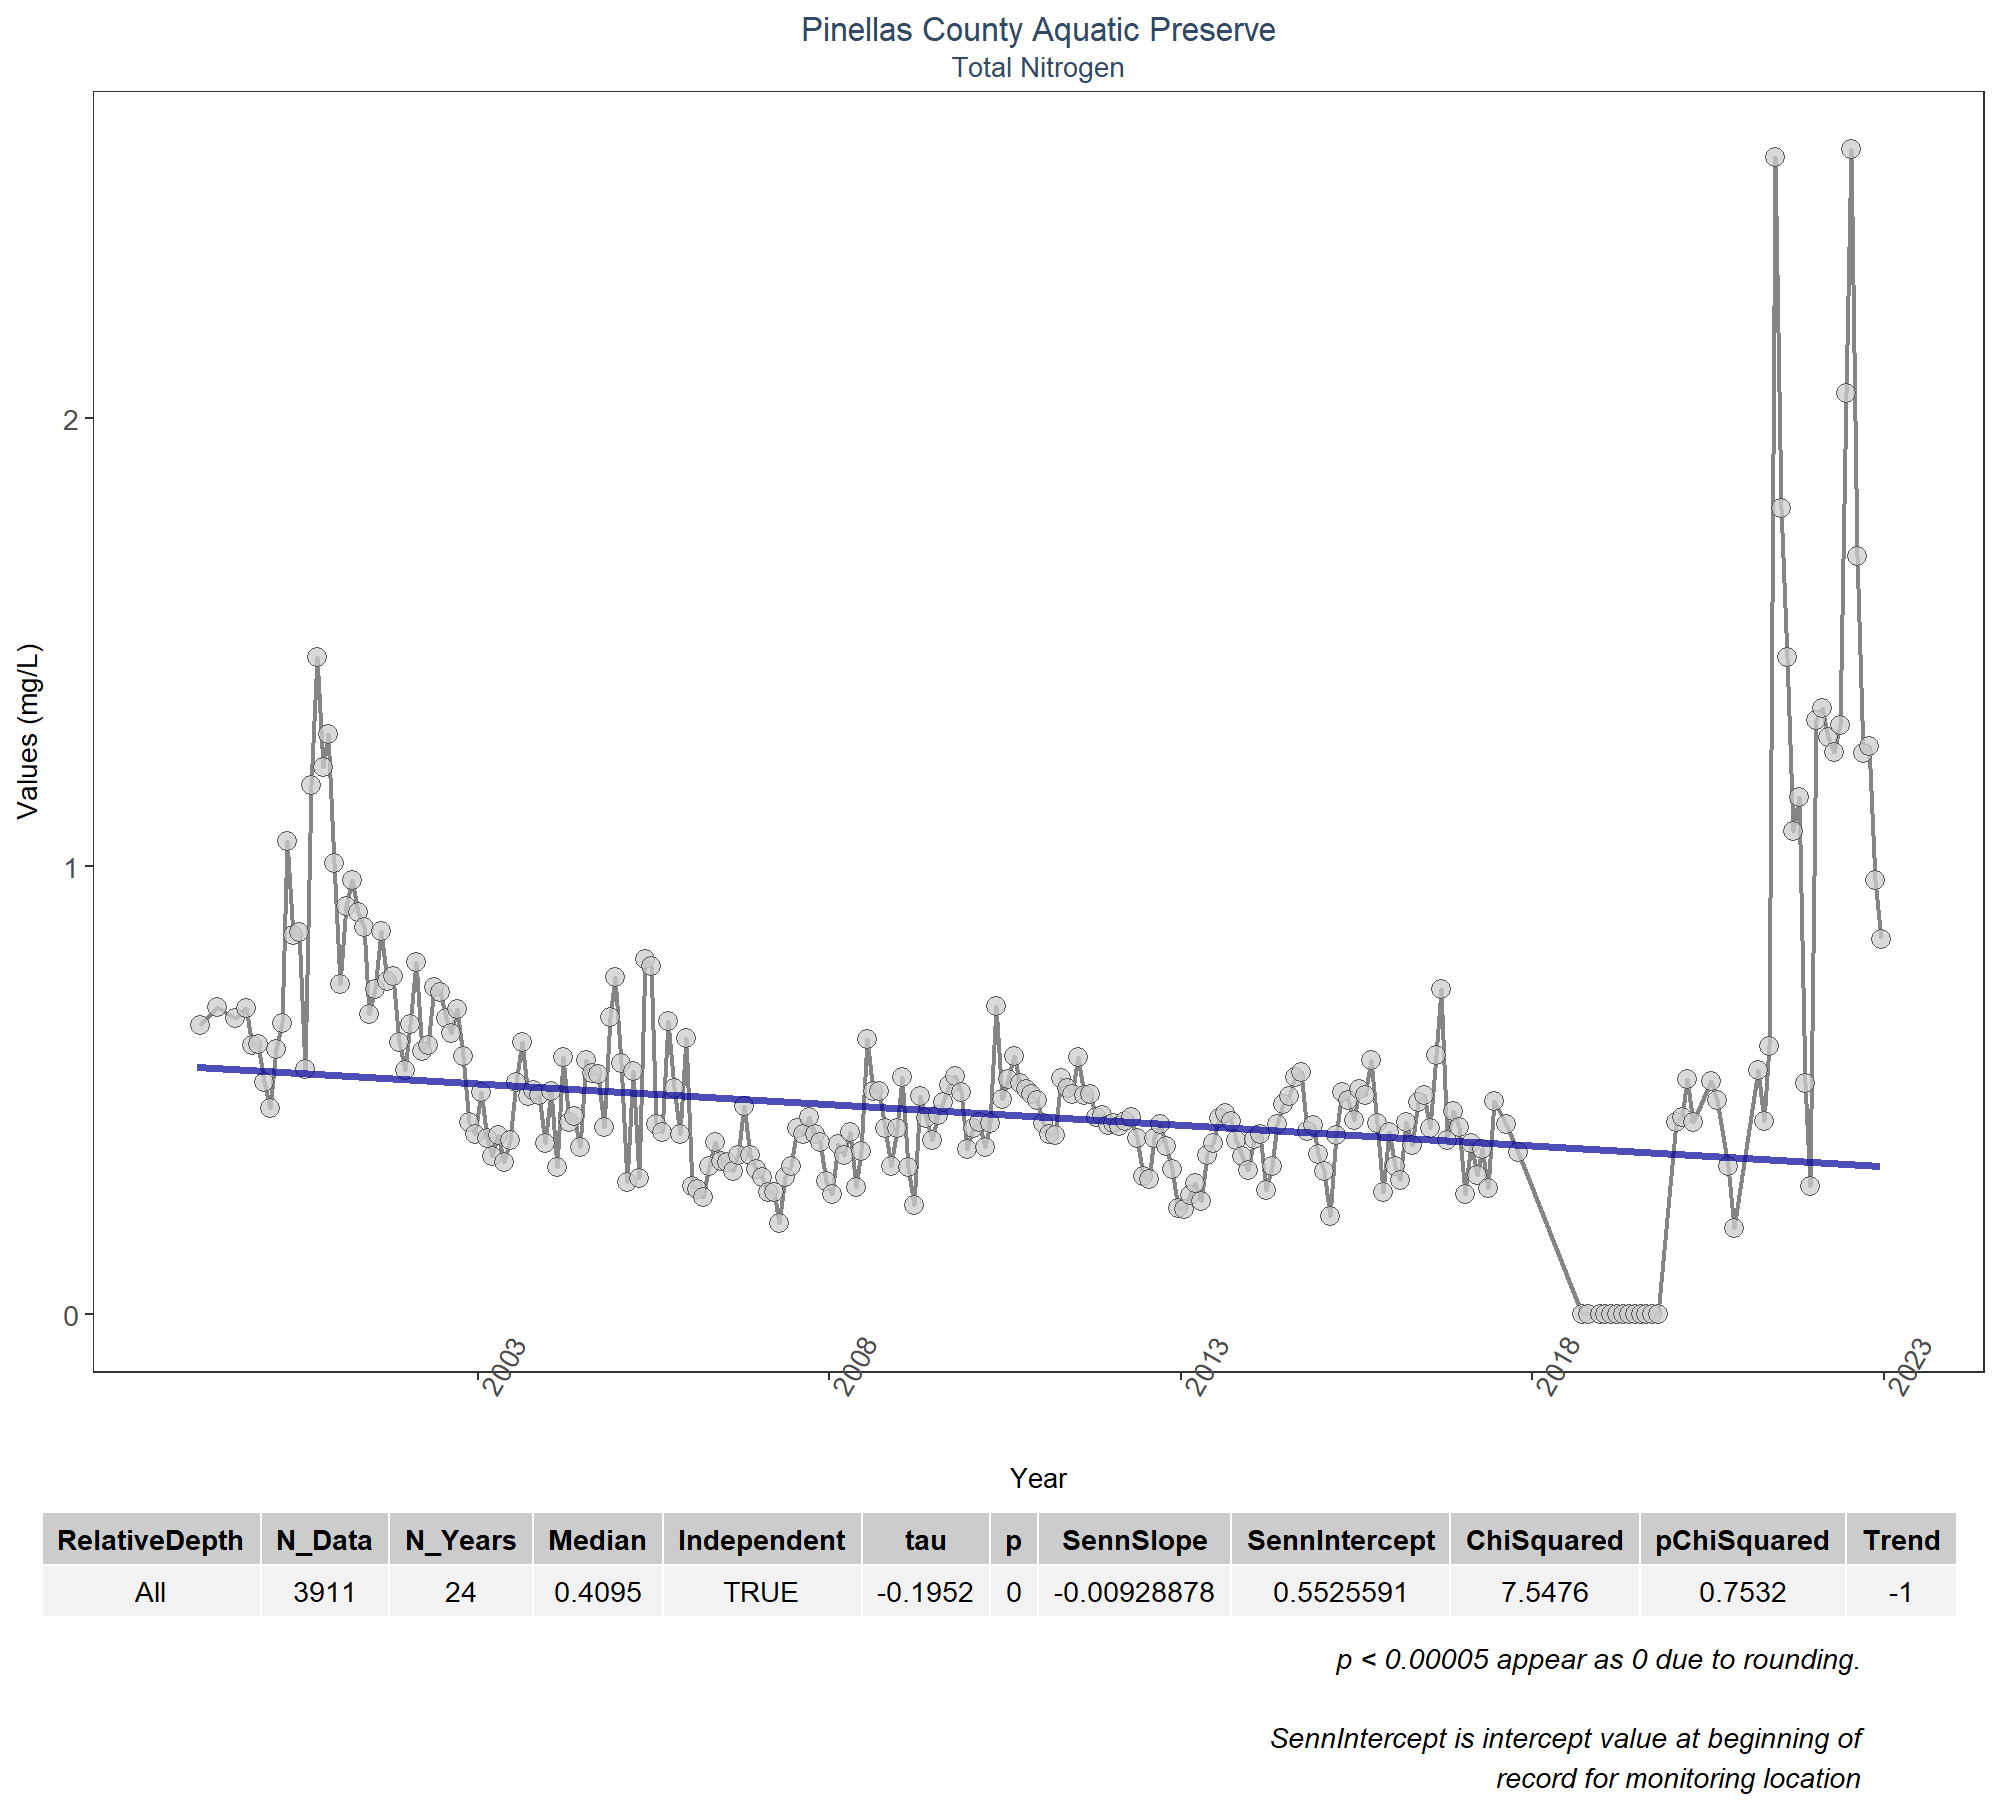 Pinellas County Aquatic Preserve
Total Nitrogen
Values (mg/L)
2
1
0
2003
2008
2013
2018
2023
Year
RelativeDepth N_Data N_Years Median Independent tau p SennSlope SennIntercept ChiSquared pChiSquared Trend
All 3911 24 0.4095 TRUE -0.1952 0 -0.00928878 0.5525591 7.5476 0.7532 -1
p < 0.00005 appear as 0 due to rounding.
SennIntercept is intercept value at beginning of
record for monitoring location